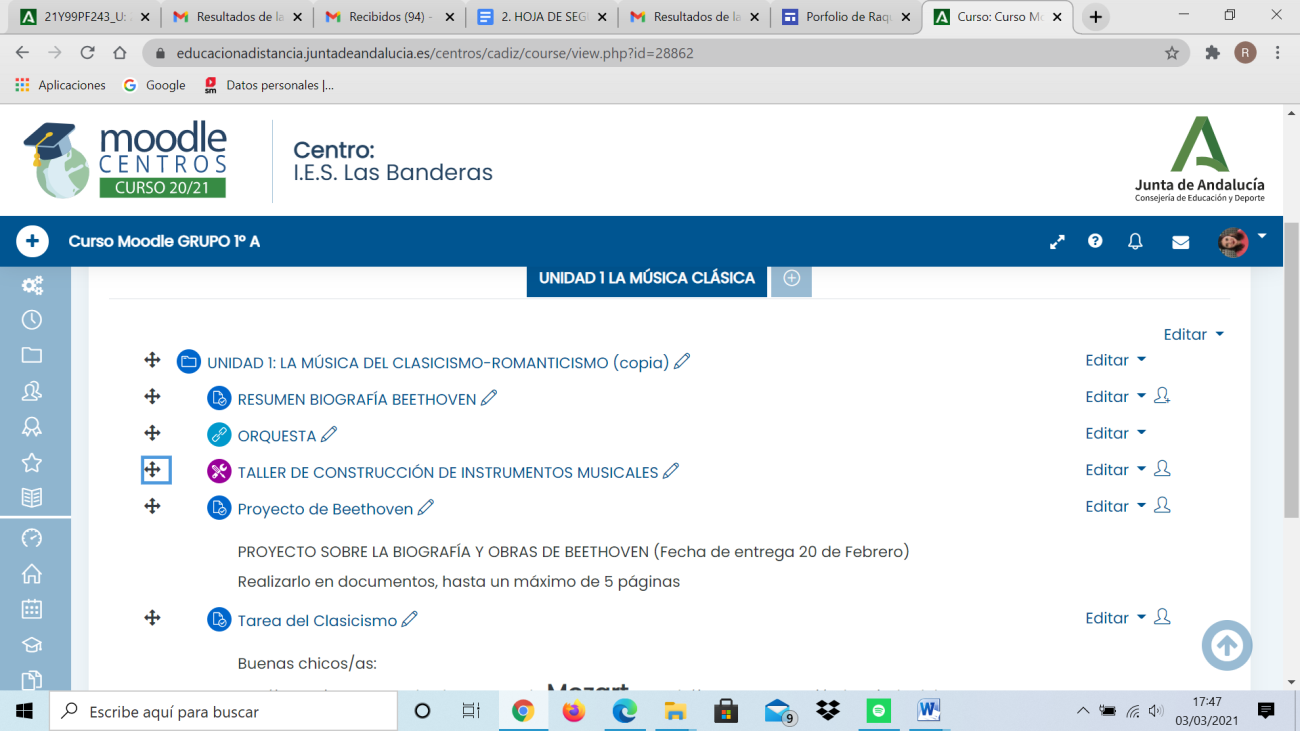 21Y99PF243_U:
Resultados de la
Recibidos (94) -
2. HOJA DE SEG
Resultados de la
Porfolio de Raq
Curso: Curso Mo
educacionadistancia.juntadeandalucia.es/centros/cadiz/course/view.php?id=28862
R
Aplicaciones
Google
sm
Datos personales |...
moodle
CENTROS
CURSO 20/21
Centro:
I.E.S. Las Banderas
Junta de Andalucía
Consejería de Educación y Deporte
Curso Moodle GRUPO 1º A
UNIDAD 1 LA MÚSICA CLÁSICA
Editar
UNIDAD 1: LA MÚSICA DEL CLASICISMO-ROMANTICISMO (copia) Editar
RESUMEN BIOGRAFÍA BEETHOVEN Editar
ORQUESTA Editar
TALLER DE CONSTRUCCIÓN DE INSTRUMENTOS MUSICALES Editar
Proyecto de Beethoven Editar
PROYECTO SOBRE LA BIOGRAFÍA Y OBRAS DE BEETHOVEN (Fecha de entrega 20 de Febrero)
Realizarlo en documentos, hasta un máximo de 5 páginas
Tarea del Clasicismo Editar
Buenas chicos/as:
Mozart
Escribe aquí para buscar
9
17:47
03/03/2021